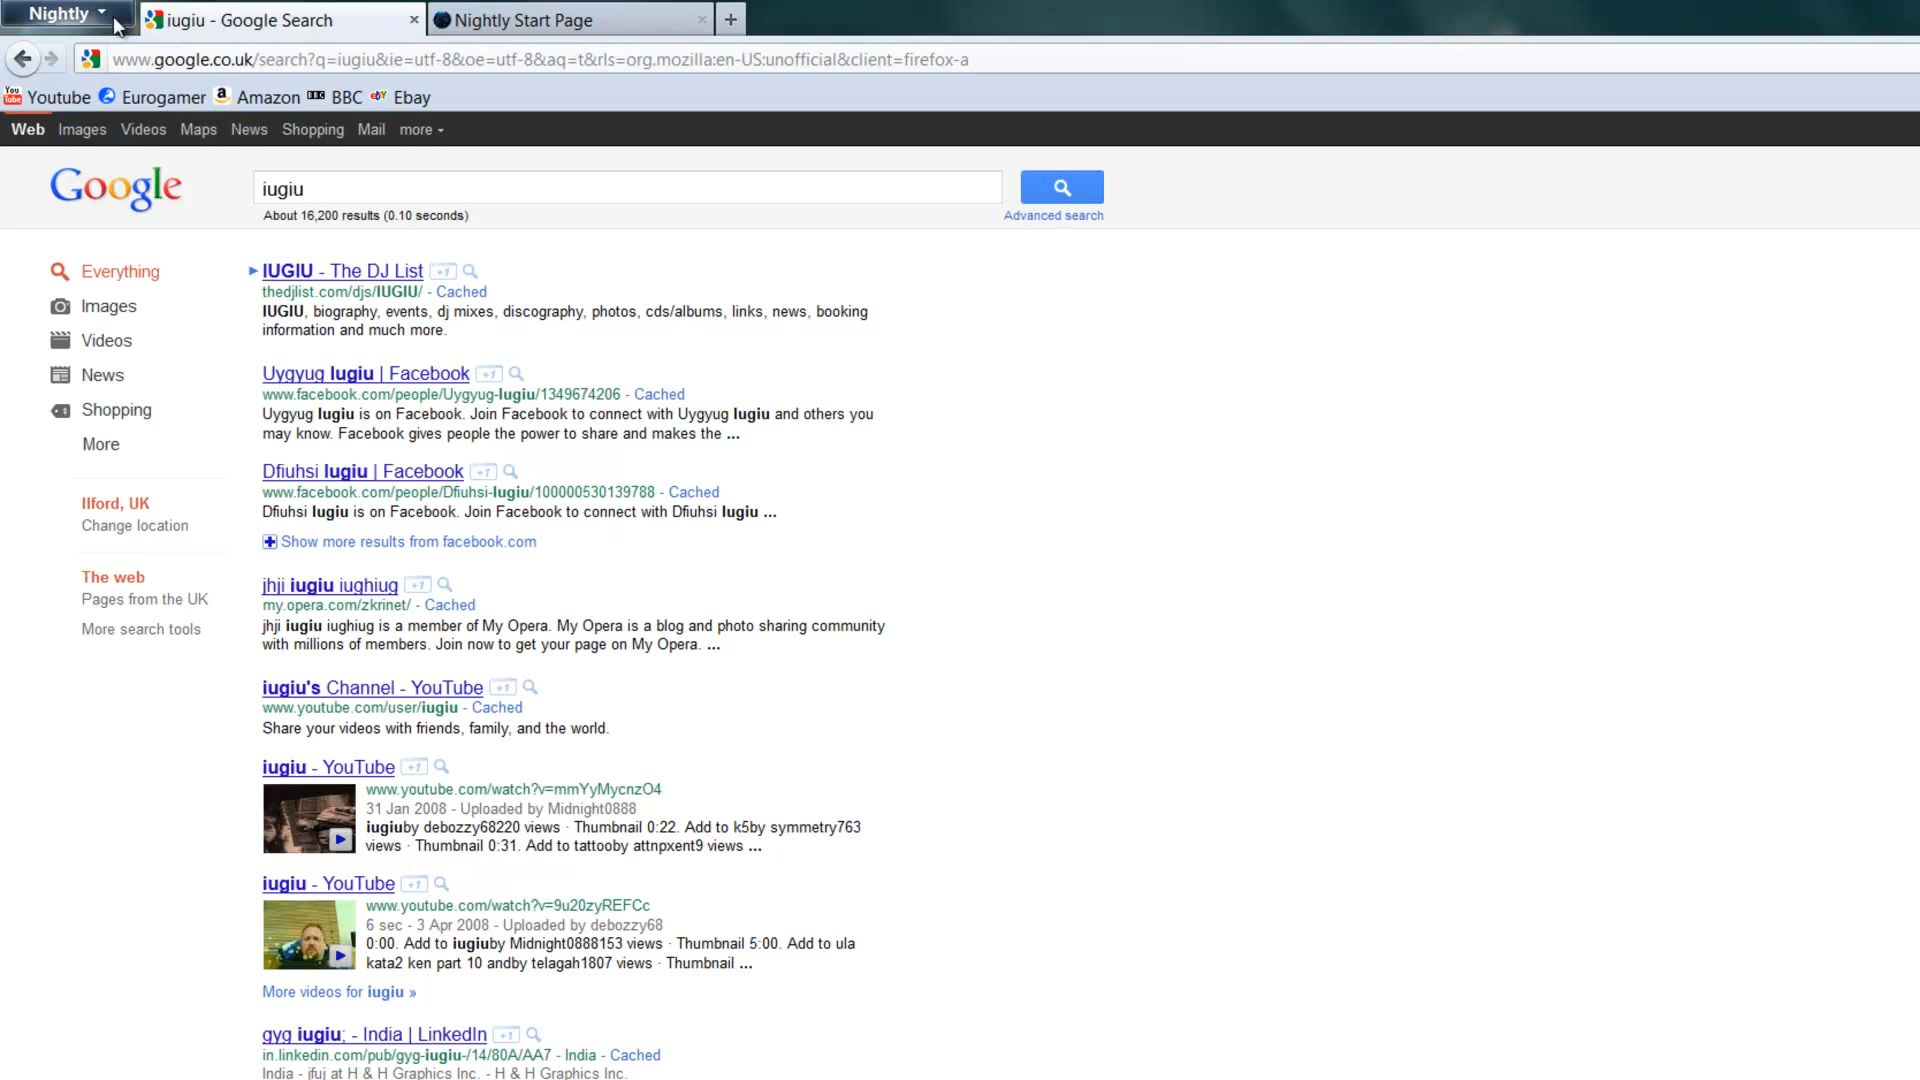 Nightly
iugiu - Google Search
Nightly Start Page
www.google.co.uk/search?q=iugiu&ie=utf-8&oe=utf-8&aq=t&rls=org.mozilla:en-US:unofficial&client=firefox-a
You Tube Youtube Eurogamer a Amazon BBC BBC ebY Ebay
Web Images Videos Maps News Shopping Mail more
Google
iugiu
About 16,200 results (0.10 seconds)
Advanced search
Everything
Images
Videos
News
Shopping
More
Ilford, UK
Change location
The web
Pages from the UK
More search tools
IUGIU - The DJ List +1
thedjlist.com/djs/IUGIU/ - Cached
IUGIU, biography, events, dj mixes, discography, photos, cds/albums, links, news, booking
information and much more.
Uygyug Iugiu | Facebook +1
www.facebook.com/people/Uygyug-Iugiu/1349674206 - Cached
Uygyug Iugiu is on Facebook. Join Facebook to connect with Uygyug Iugiu and others you
may know. Facebook gives people the power to share and makes the ...
Dfiuhsi Iugiu | Facebook +1
www.facebook.com/people/Dfiuhsi-Iugiu/100000530139788 - Cached
Dfiuhsi Iugiu is on Facebook. Join Facebook to connect with Dfiuhsi Iugiu ...
Show more results from facebook.com
jhji iugiu iughiug +1
my.opera.com/zkrinet/ - Cached
jhji iugiu iughiug is a member of My Opera. My Opera is a blog and photo sharing community
with millions of members. Join now to get your page on My Opera. ...
iugiu's Channel - YouTube +1
www.youtube.com/user/iugiu - Cached
Share your videos with friends, family, and the world.
iugiu - YouTube +1
www.youtube.com/watch?v=mmYyMycnzO4
31 Jan 2008 - Uploaded by Midnight0888
iugiuby debozzy68220 views · Thumbnail 0:22. Add to k5by symmetry763
views · Thumbnail 0:31. Add to tattooby attnpxent9 views ...
iugiu - YouTube +1
www.youtube.com/watch?v=9u20zyREFCc
6 sec - 3 Apr 2008 - Uploaded by debozzy68
0:00. Add to iugiuby Midnight0888153 views · Thumbnail 5:00. Add to ula
kata2 ken part 10 andby telagah1807 views · Thumbnail ...
More videos for iugiu »
gyg iugiu; - India | LinkedIn +1
in.linkedin.com/pub/gyg-iugiu-/14/80A/AA7 - India - Cached
India - jfuj at H & H Graphics Inc. - H & H Graphics Inc.